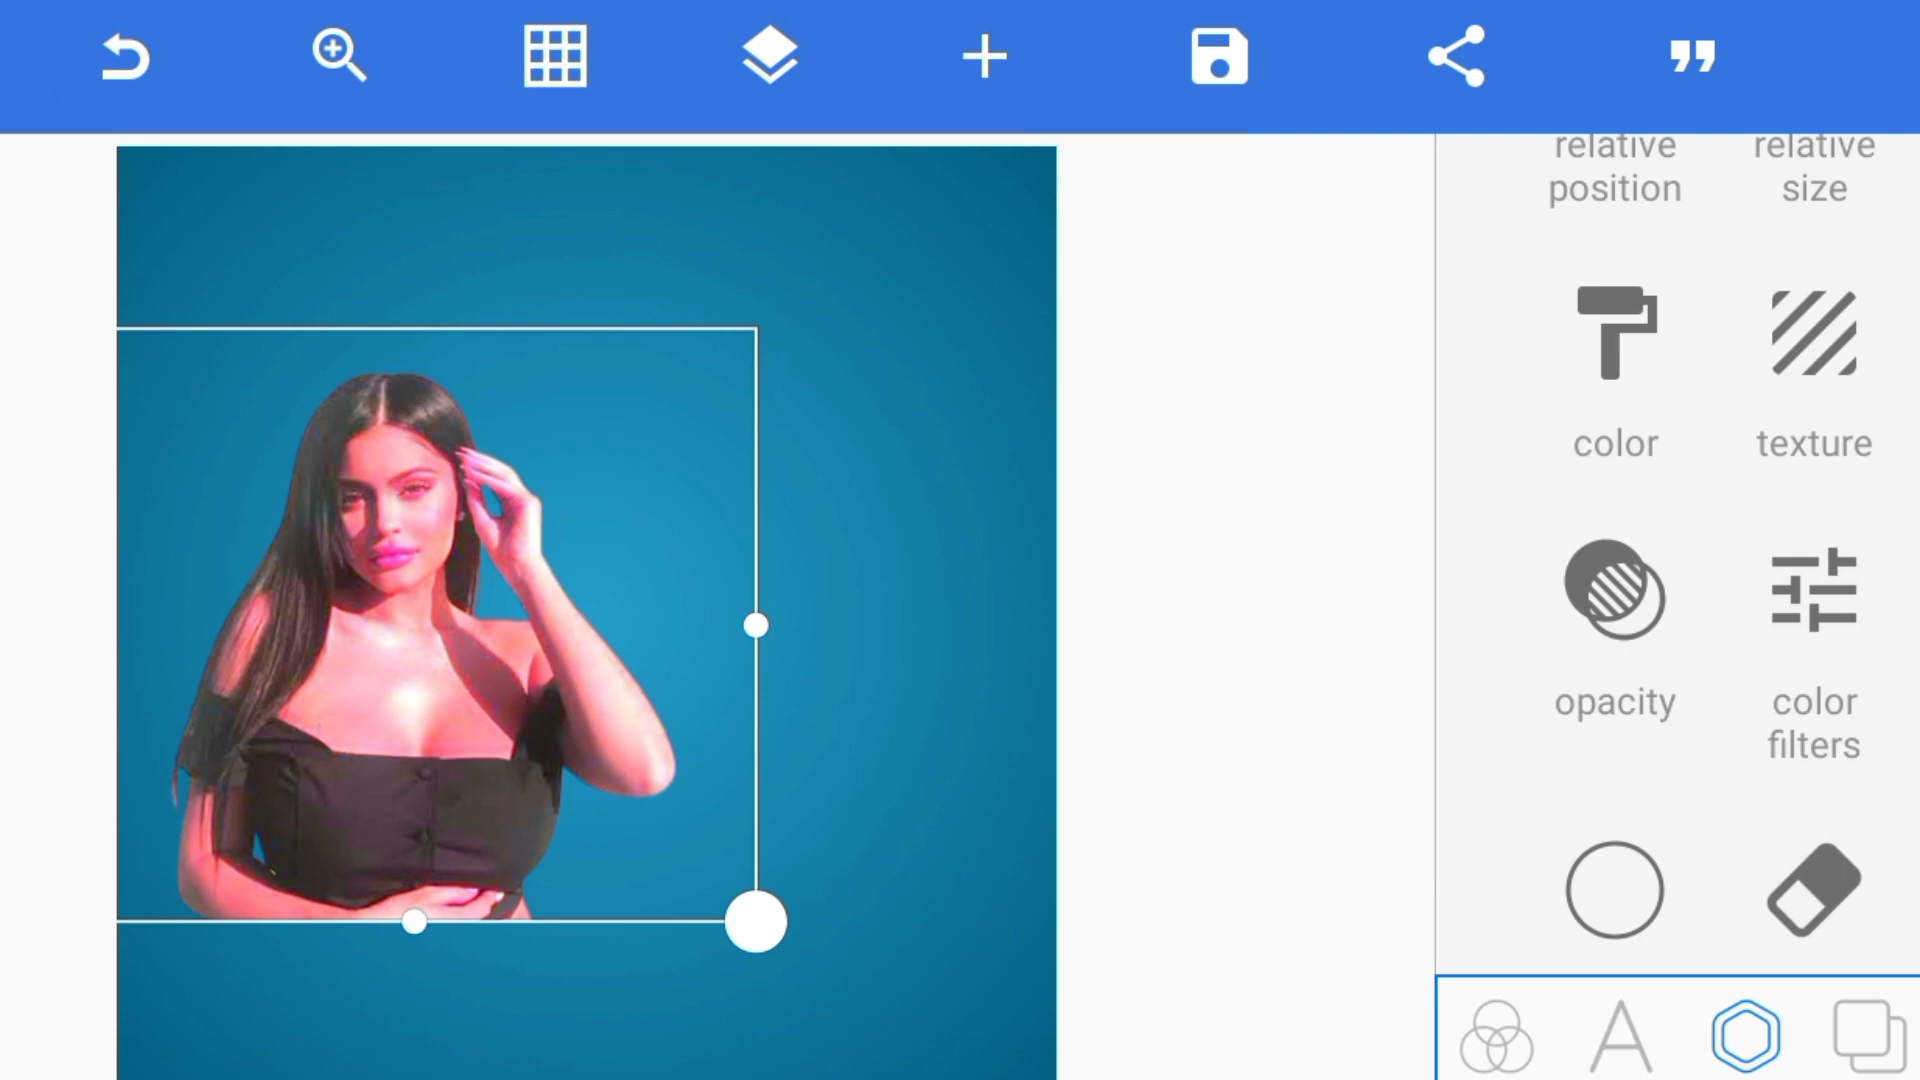 relative
position
relative
size
color
texture
opacity
color
filters